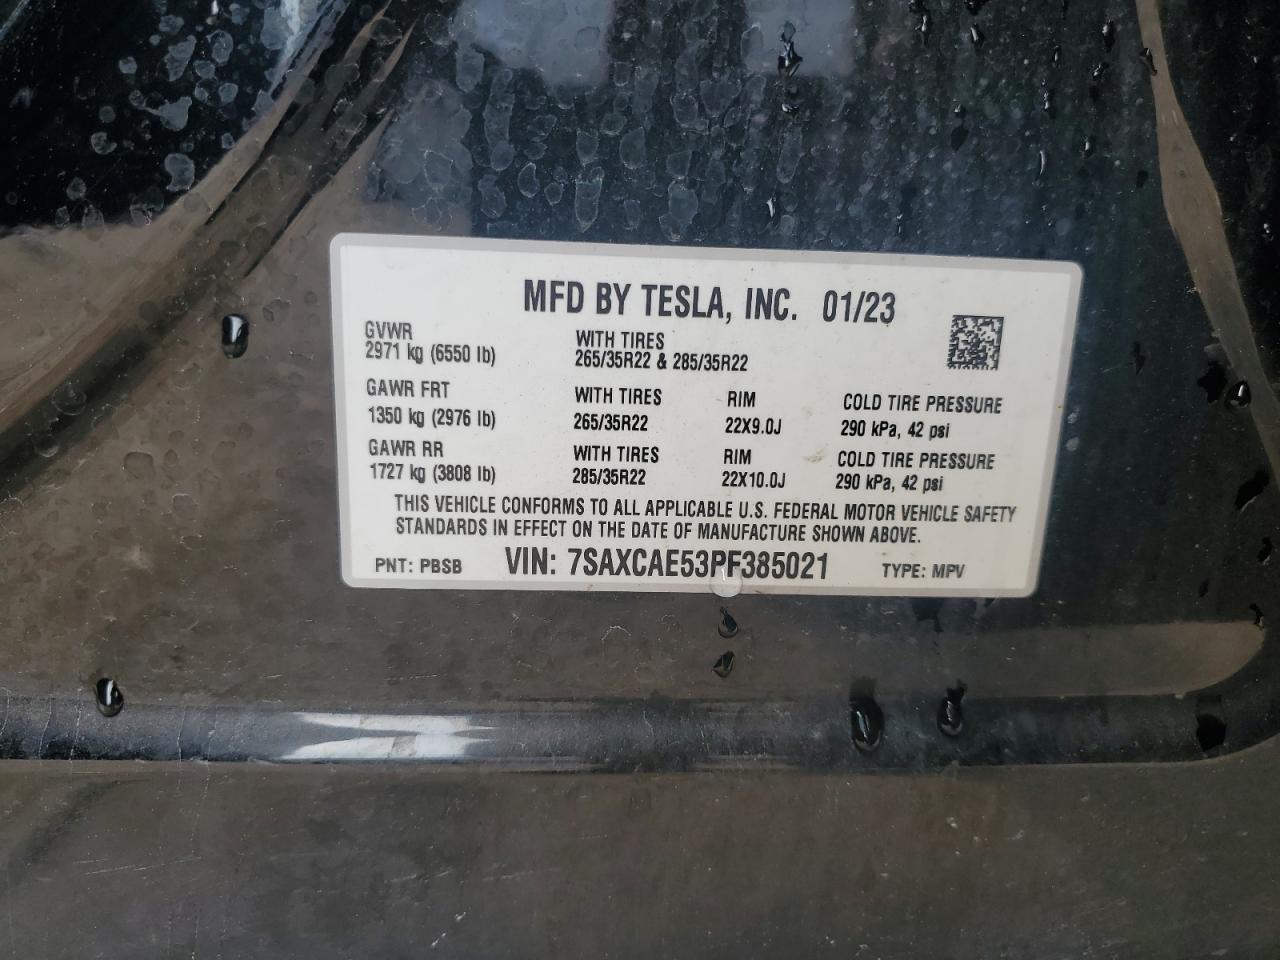 MFD BY TESLA, INC. 01/23
GVWR
2971 kg (6550 lb)
WITH TIRES
265/35R22 & 285/35R22
GAWR FRT
1350 kg (2976 lb)
WITH TIRES
265/35R22
RIM
22X9.0J
COLD TIRE PRESSURE
290 kPa, 42 psi
GAWR RR
1727 kg (3808 lb)
WITH TIRES
285/35R22
RIM
22X10.0J
COLD TIRE PRESSURE
290 kPa, 42 psi
THIS VEHICLE CONFORMS TO ALL APPLICABLE U.S. FEDERAL MOTOR VEHICLE SAFETY
STANDARDS IN EFFECT ON THE DATE OF MANUFACTURE SHOWN ABOVE.
PNT: PBSB VIN: 7SAXCAE53PF385021 TYPE: MPV